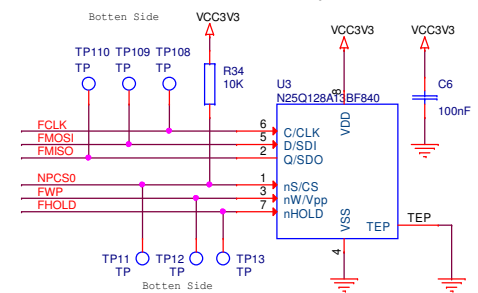 Botten Side
VCC3V3
VCC3V3
VCC3V3
TP110
TP
TP109
TP
TP108
TP
R34
10K
U3
N25Q128A13BF840
C6
100nF
FCLK
6
C/CLK
FMOSI
5
D/SDI
FMISO
2
Q/SDO
8
VDD
NPCS0
1
nS/CS
FWP
3
nW/Vpp
FHOLD
7
nHOLD
VSS
4
TEP
TEP
TP11
TP
TP12
TP
TP13
TP
Botten Side